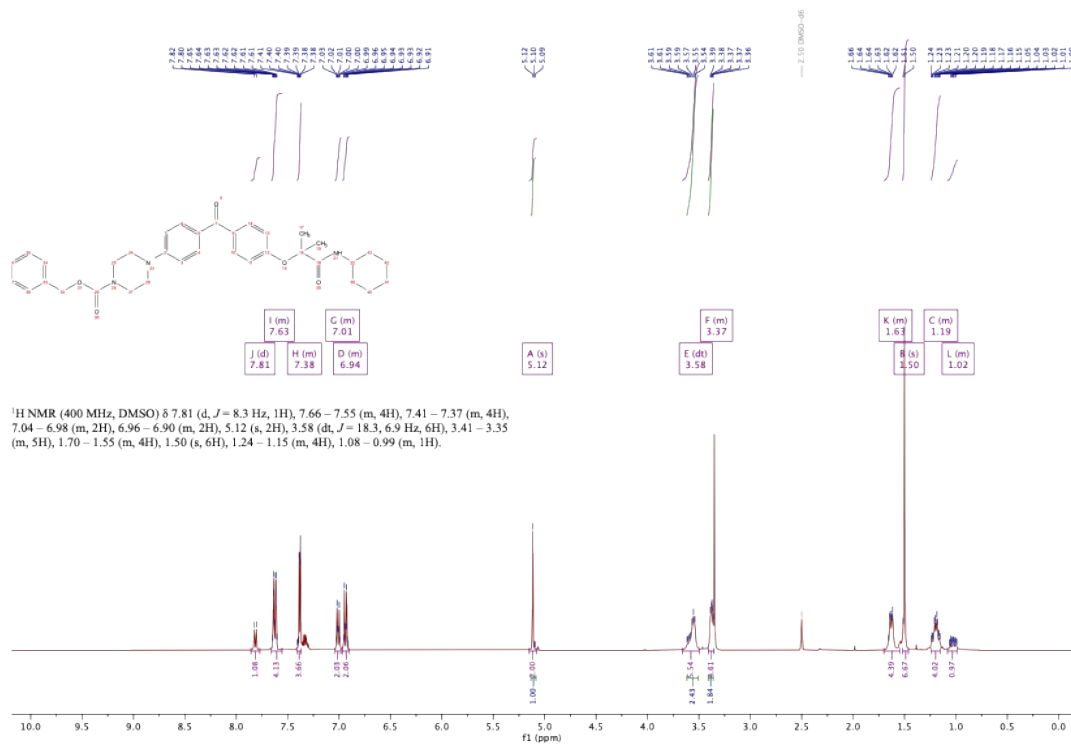 7.82 7.80 7.65 7.64 7.63 7.63 7.62 7.62 7.61 7.61 7.41 7.40 7.40 7.39 7.39 7.38 7.38 7.03 7.02 7.01 7.00 7.00 6.99 6.96 6.95 6.94 6.93 6.93 6.92 6.91
5.12 5.10 5.09
3.61 3.61 3.59 3.59 3.57 3.55 3.54 3.39 3.38 3.37 3.37 3.36
2.50 DMSO-d6
1.66 1.64 1.64 1.63 1.62 1.62 1.51 1.50 1.24 1.23 1.23 1.21 1.20 1.20 1.19 1.18 1.17 1.16 1.15 1.05 1.04 1.03 1.02 1.01
O
CH₃
CH₃
NH
N
O
O
O
N
O
I (m) 7.63
G (m) 7.01
F (m) 3.37
K (m) 1.63
C (m) 1.19
J (d) 7.81
H (m) 7.38
D (m) 6.94
A (s) 5.12
E (dt) 3.58
B (s) 1.50
L (m) 1.02
¹H NMR (400 MHz, DMSO) δ 7.81 (d, J = 8.3 Hz, 1H), 7.66 – 7.55 (m, 4H), 7.41 – 7.37 (m, 4H),
7.04 – 6.98 (m, 2H), 6.96 – 6.90 (m, 2H), 5.12 (s, 2H), 3.58 (dt, J = 18.3, 6.9 Hz, 6H), 3.41 – 3.35
(m, 5H), 1.70 – 1.55 (m, 4H), 1.50 (s, 6H), 1.24 – 1.15 (m, 4H), 1.08 – 0.99 (m, 1H).
1.08 4.13 3.66 2.03 2.06 2.00 5.54 3.61 4.39 6.67 4.02 0.97
1.00 2.43 1.84
10.0 9.5 9.0 8.5 8.0 7.5 7.0 6.5 6.0 5.5 5.0 4.5 4.0 3.5 3.0 2.5 2.0 1.5 1.0 0.5 0.0
f1 (ppm)